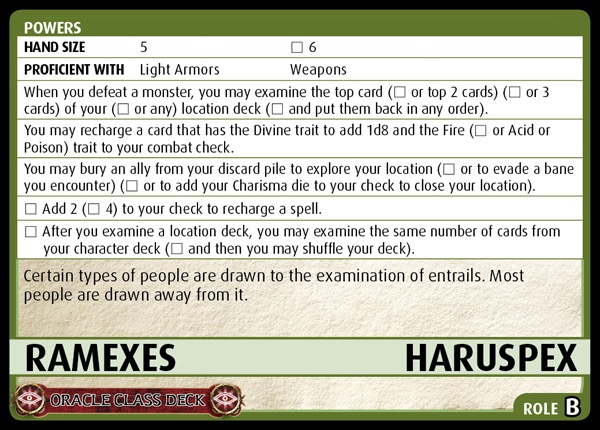 POWERS
HAND SIZE 5 ☐ 6
PROFICIENT WITH Light Armors Weapons
When you defeat a monster, you may examine the top card (☐ or top 2 cards) (☐ or 3
cards) of your (☐ or any) location deck (☐ and put them back in any order).
You may recharge a card that has the Divine trait to add 1d8 and the Fire (☐ or Acid or
Poison) trait to your combat check.
You may bury an ally from your discard pile to explore your location (☐ or to evade a bane
you encounter) (☐ or to add your Charisma die to your check to close your location).
☐ Add 2 (☐ 4) to your check to recharge a spell.
☐ After you examine a location deck, you may examine the same number of cards from
your character deck (☐ and then you may shuffle your deck).
Certain types of people are drawn to the examination of entrails. Most
people are drawn away from it.
RAMEXES HARUSPEX
ORACLE CLASS DECK
ROLE B